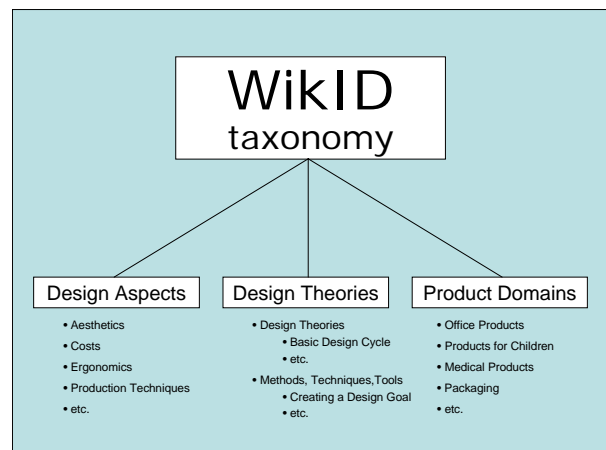 WikID
taxonomy
Design Aspects
• Aesthetics
• Costs
• Ergonomics
• Production Techniques
• etc.
Design Theories
• Design Theories
• Basic Design Cycle
• etc.
• Methods, Techniques,Tools
• Creating a Design Goal
• etc.
Product Domains
• Office Products
• Products for Children
• Medical Products
• Packaging
• etc.